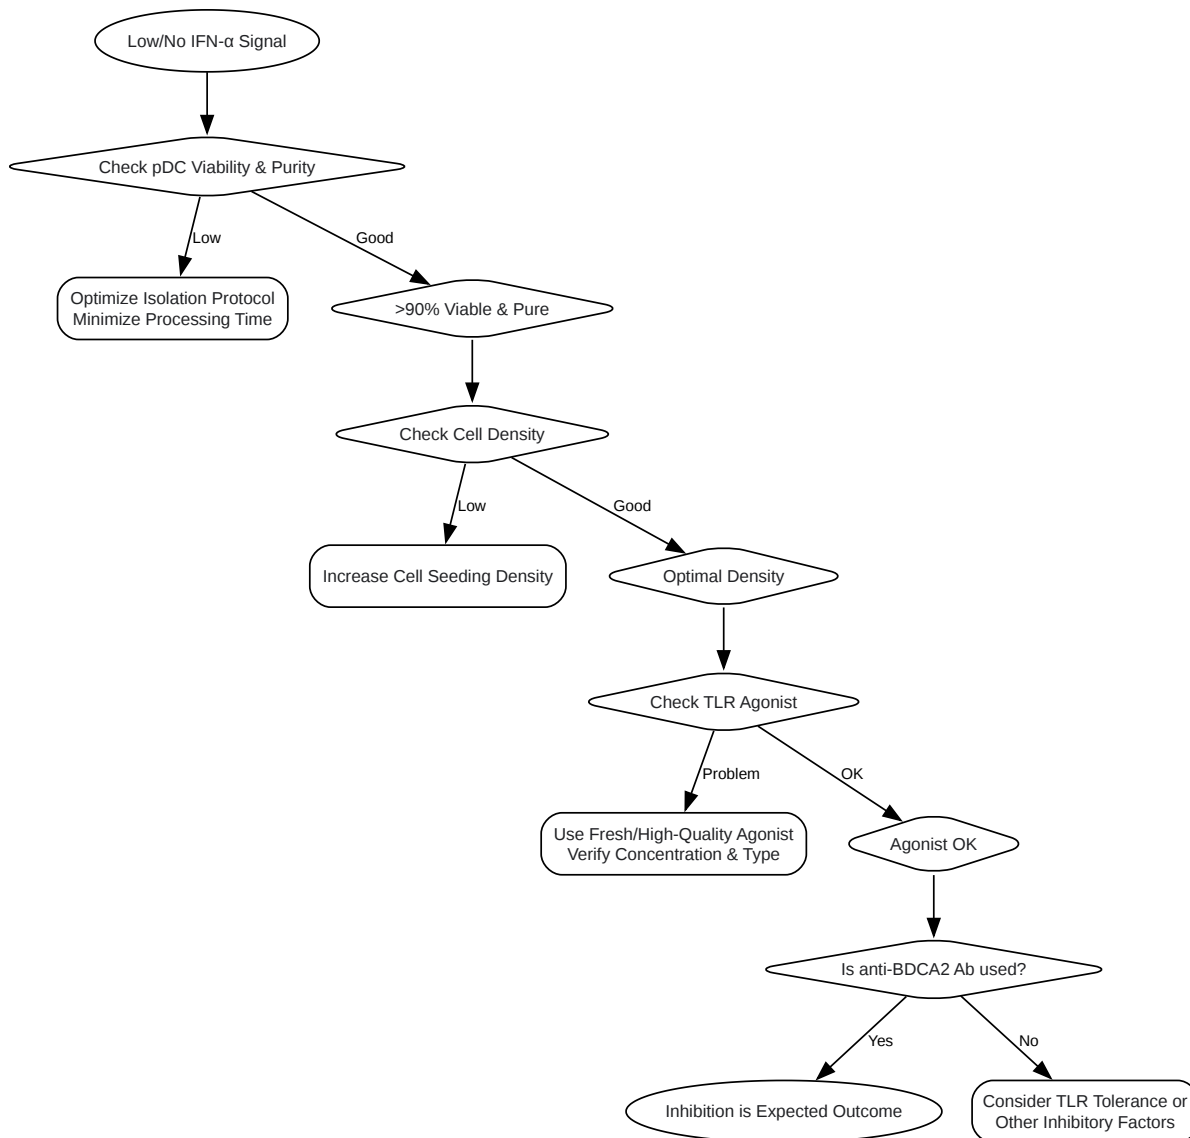 Low/No IFN-α Signal
Check pDC Viability & Purity
Low
Good
Optimize Isolation Protocol
Minimize Processing Time
>90% Viable & Pure
Check Cell Density
Low
Good
Increase Cell Seeding Density
Optimal Density
Check TLR Agonist
Problem
OK
Use Fresh/High-Quality Agonist
Verify Concentration & Type
Agonist OK
Is anti-BDCA2 Ab used?
Yes
No
Inhibition is Expected Outcome
Consider TLR Tolerance or
Other Inhibitory Factors